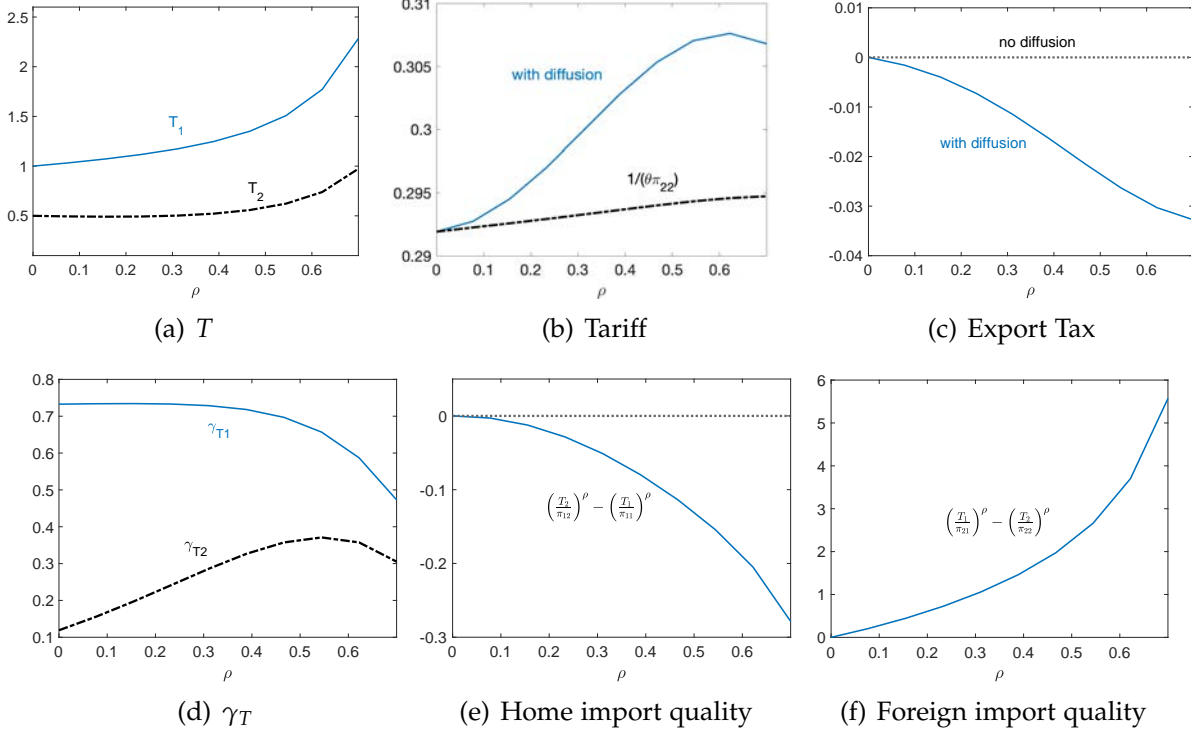 2.5
2
1.5
1
0.5
T₁
T₂
0 0.1 0.2 0.3 0.4 0.5 0.6
ρ
(a) T
0.31
0.305
0.3
0.295
0.29
with diffusion
1/(θπ₂₂)
0 0.1 0.2 0.3 0.4 0.5 0.6
ρ
(b) Tariff
0.01
0
-0.01
-0.02
-0.03
-0.04
no diffusion
with diffusion
0 0.1 0.2 0.3 0.4 0.5 0.6
ρ
(c) Export Tax
0.8
0.7
0.6
0.5
0.4
0.3
0.2
0.1
γ_T1
γ_T2
0 0.1 0.2 0.3 0.4 0.5 0.6
ρ
(d) γ_T
0
-0.1
-0.2
-0.3
(T₂/π₁₂)^ρ − (T₁/π₁₁)^ρ
0 0.1 0.2 0.3 0.4 0.5 0.6
ρ
(e) Home import quality
6
5
4
3
2
1
0
(T₁/π₂₁)^ρ − (T₂/π₂₂)^ρ
0 0.1 0.2 0.3 0.4 0.5 0.6
ρ
(f) Foreign import quality